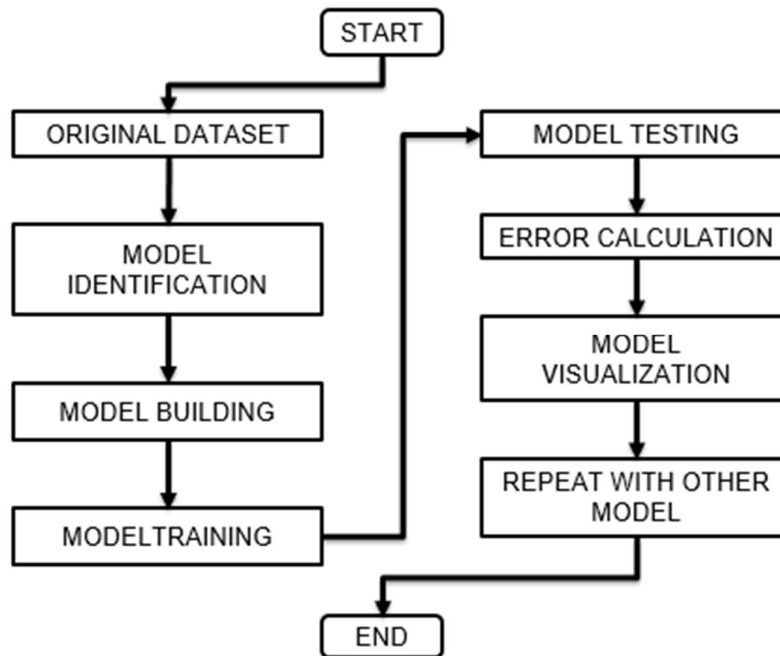 START
ORIGINAL DATASET
MODEL
IDENTIFICATION
MODEL BUILDING
MODELTRAINING
MODEL TESTING
ERROR CALCULATION
MODEL
VISUALIZATION
REPEAT WITH OTHER
MODEL
END